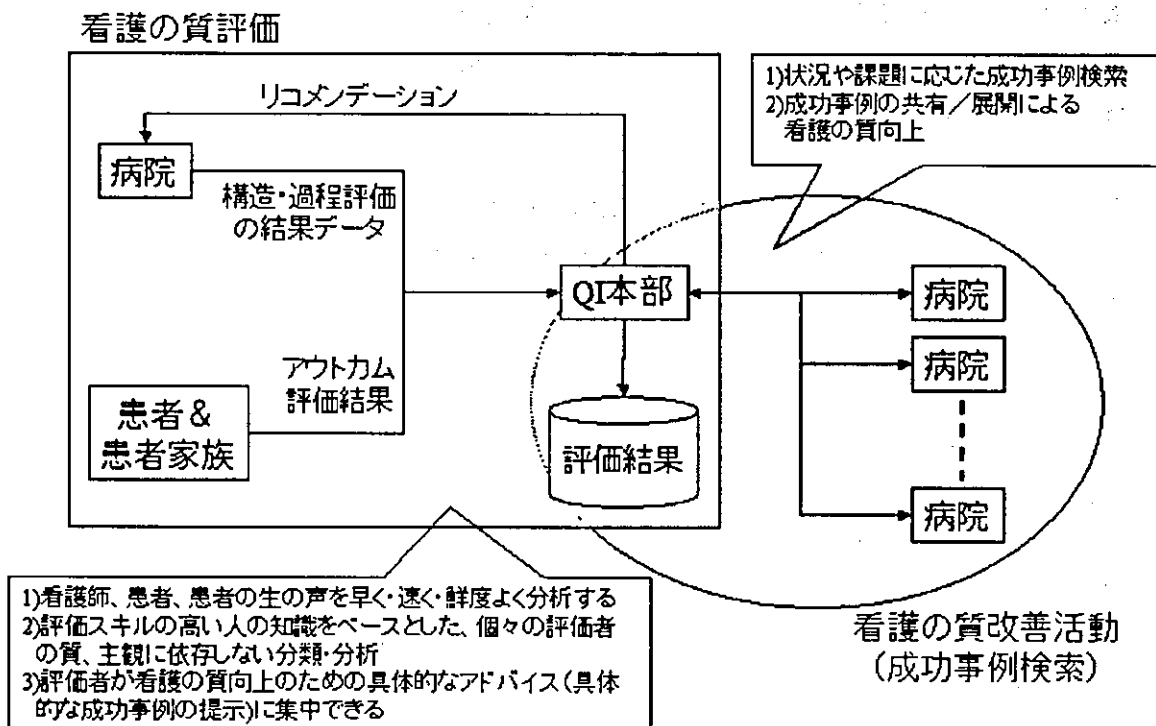 看護の質評価
リコメンデーション
病院
構造・過程評価
の結果データ
アウトカム
評価結果
患者&
患者家族
QI本部
評価結果
1)状況や課題に応じた成功事例検索
2)成功事例の共有/展開による
看護の質向上
病院
病院
病院
看護の質改善活動
(成功事例検索)
1)看護師、患者、患者の生の声を早く・速く・鮮度よく分析する
2)評価スキルの高い人の知識をベースとした、個々の評価者
の質、主観に依存しない分類・分析
3)評価者が看護の質向上のための具体的なアドバイス(具体
的な成功事例の提示)に集中できる